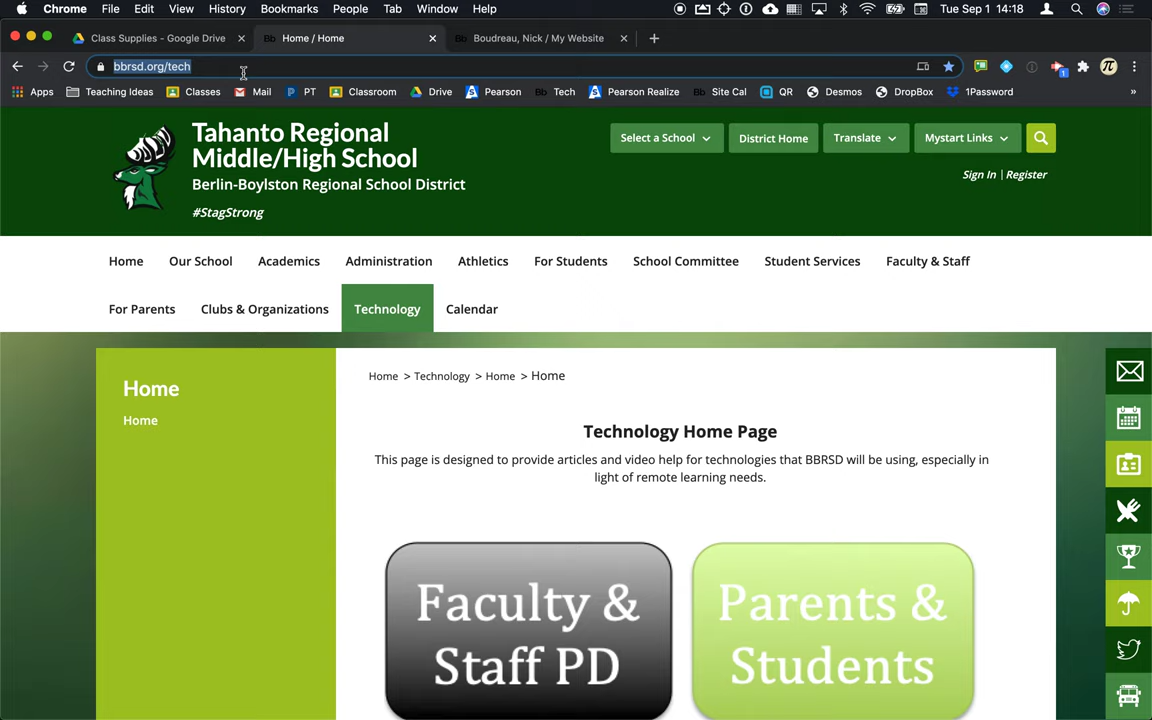 Chrome File Edit View History Bookmarks People Tab Window Help Tue Sep 1 14:18
Class Supplies - Google Drive Bb Home / Home Bb Boudreau, Nick / My Website
bbrsd.org/tech
Apps Teaching Ideas Classes Mail PT Classroom Drive Pearson Bb Tech Pearson Realize Bb Site Cal QR Desmos DropBox 1Password »
Tahanto Regional
Middle/High School
Berlin-Boylston Regional School District
#StagStrong
Select a School District Home Translate Mystart Links
Sign In | Register
Home Our School Academics Administration Athletics For Students School Committee Student Services Faculty & Staff
For Parents Clubs & Organizations Technology Calendar
Home
Home
Home > Technology > Home > Home
Technology Home Page
This page is designed to provide articles and video help for technologies that BBRSD will be using, especially in
light of remote learning needs.
Faculty &
Staff PD
Parents &
Students